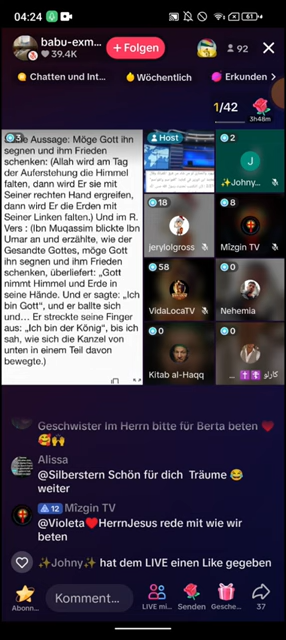 04:24
61
babu-exm...
39.4K
+ Folgen
92
Chatten und Int...
Wöchentlich
Erkunden
1/42
3h48m
3
e Aussage: Möge Gott ihn
segnen und ihm Frieden
schenken: (Allah wird am Tag
der Auferstehung die Himmel
falten, dann wird Er sie mit
Seiner rechten Hand ergreifen,
dann wird Er die Erden mit
Seiner Linken falten.) Und im R.
Vers : (Ibn Muqassim blickte Ibn
Umar an und erzählte, wie der
Gesandte Gottes, möge Gott
ihn segnen und ihm Frieden
schenken, überliefert: „Gott
nimmt Himmel und Erde in
seine Hände. Und er sagte: „Ich
bin Gott“, und er ballte sich
und… Er streckte seine Finger
aus: „Ich bin der König“, bis ich
sah, wie sich die Kanzel von
unten in einem Teil davon
bewegte.)
Host
2
J
✨Johny..
18
jerylolgross
8
Mîzgin TV
58
VidaLocaTV
0
Nehemia
0
Kitab al-Haqq
0
كارلو ✝️✝️ _ ...
Geschwister Im Herrn bitte für Berta beten ❤️
🥰🙌
Alissa
@Silberstern Schön für dich Träume 😂
weiter
12 Mîzgin TV
@Violeta❤️HerrnJesus rede mit wie wir
beten
✨Johny✨ hat dem LIVE einen Like gegeben
Abonn...
Komment...
LIVE mi...
Senden
Gesche...
37